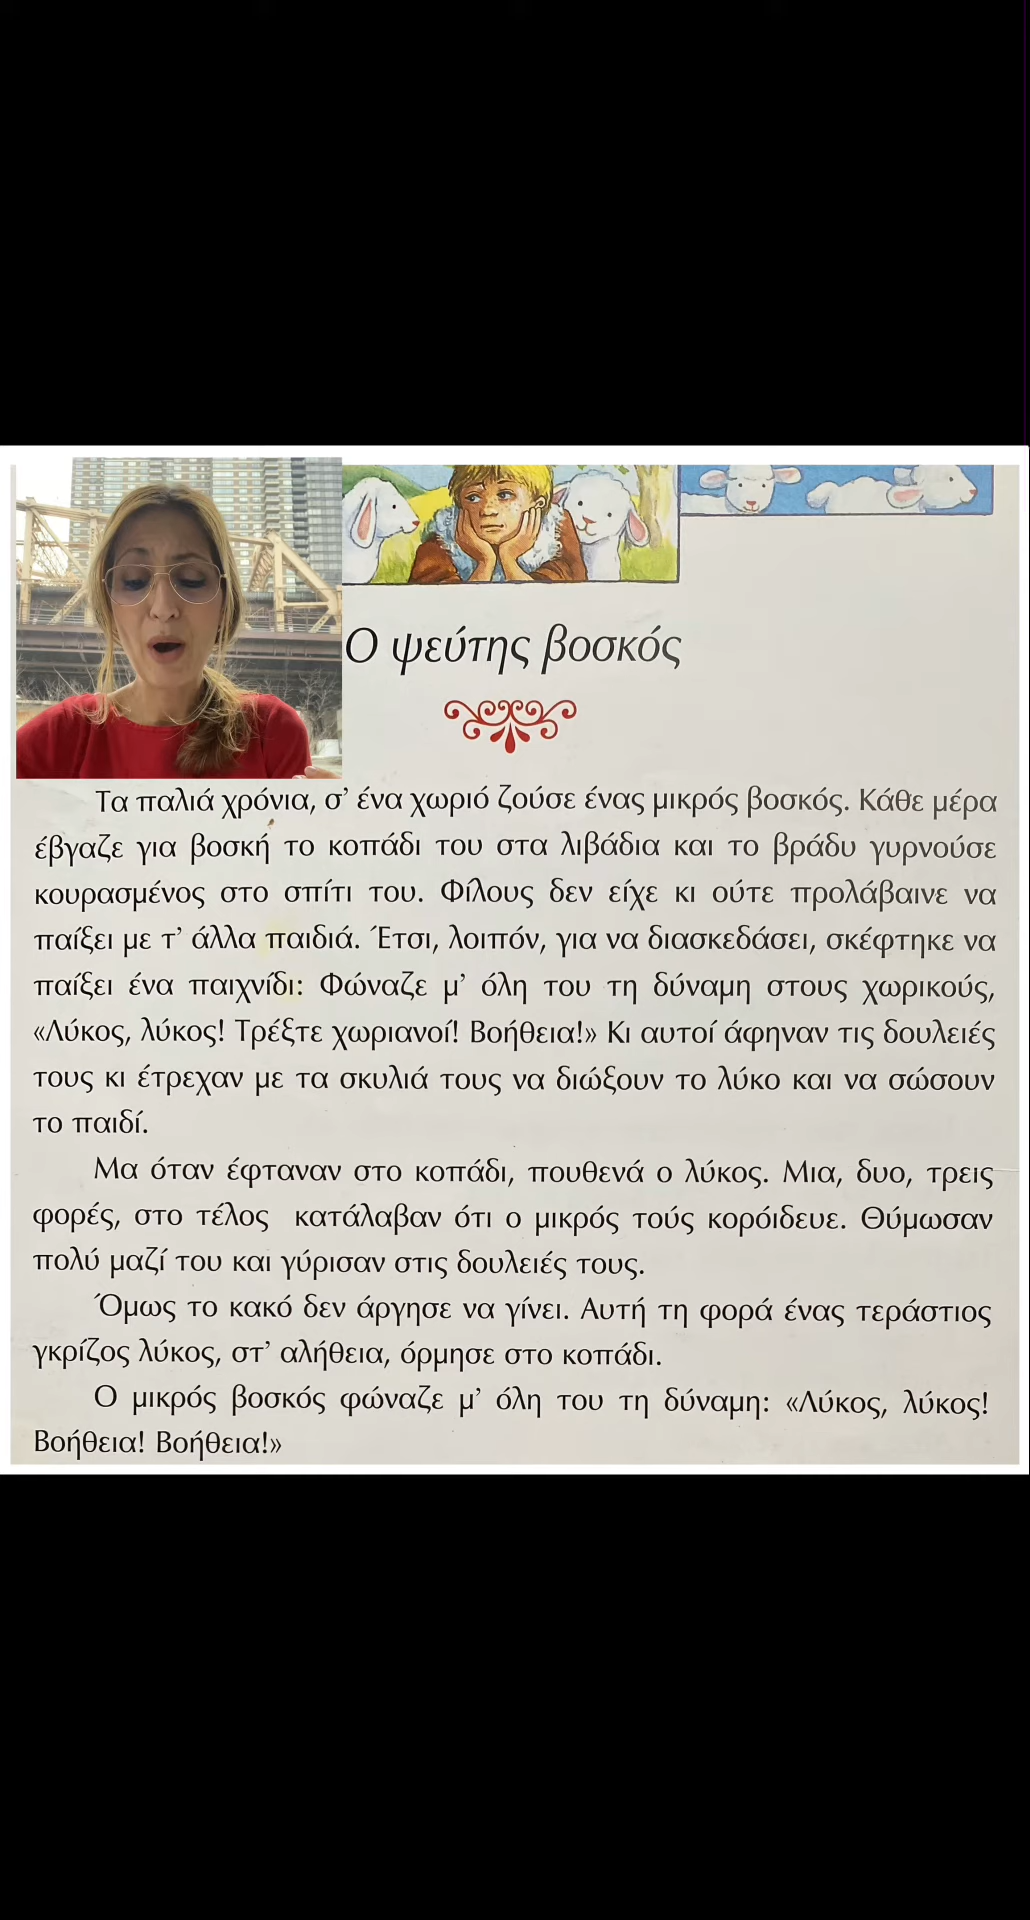 Ο ψεύτης βοσκός
Τα παλιά χρόνια, σ’ ένα χωριό ζούσε ένας μικρός βοσκός. Κάθε μέρα
έβγαζε για βοσκή το κοπάδι του στα λιβάδια και το βράδυ γυρνούσε
κουρασμένος στο σπίτι του. Φίλους δεν είχε κι ούτε προλάβαινε να
παίξει με τ’ άλλα παιδιά. Έτσι, λοιπόν, για να διασκεδάσει, σκέφτηκε να
παίξει ένα παιχνίδι: Φώναζε μ’ όλη του τη δύναμη στους χωρικούς,
«Λύκος, λύκος! Τρέξτε χωριανοί! Βοήθεια!» Κι αυτοί άφηναν τις δουλειές
τους κι έτρεχαν με τα σκυλιά τους να διώξουν το λύκο και να σώσουν
το παιδί.
Μα όταν έφταναν στο κοπάδι, πουθενά ο λύκος. Μια, δυο, τρεις
φορές, στο τέλος κατάλαβαν ότι ο μικρός τούς κορόιδευε. Θύμωσαν
πολύ μαζί του και γύρισαν στις δουλειές τους.
Όμως το κακό δεν άργησε να γίνει. Αυτή τη φορά ένας τεράστιος
γκρίζος λύκος, στ’ αλήθεια, όρμησε στο κοπάδι.
Ο μικρός βοσκός φώναζε μ’ όλη του τη δύναμη: «Λύκος, λύκος!
Βοήθεια! Βοήθεια!»